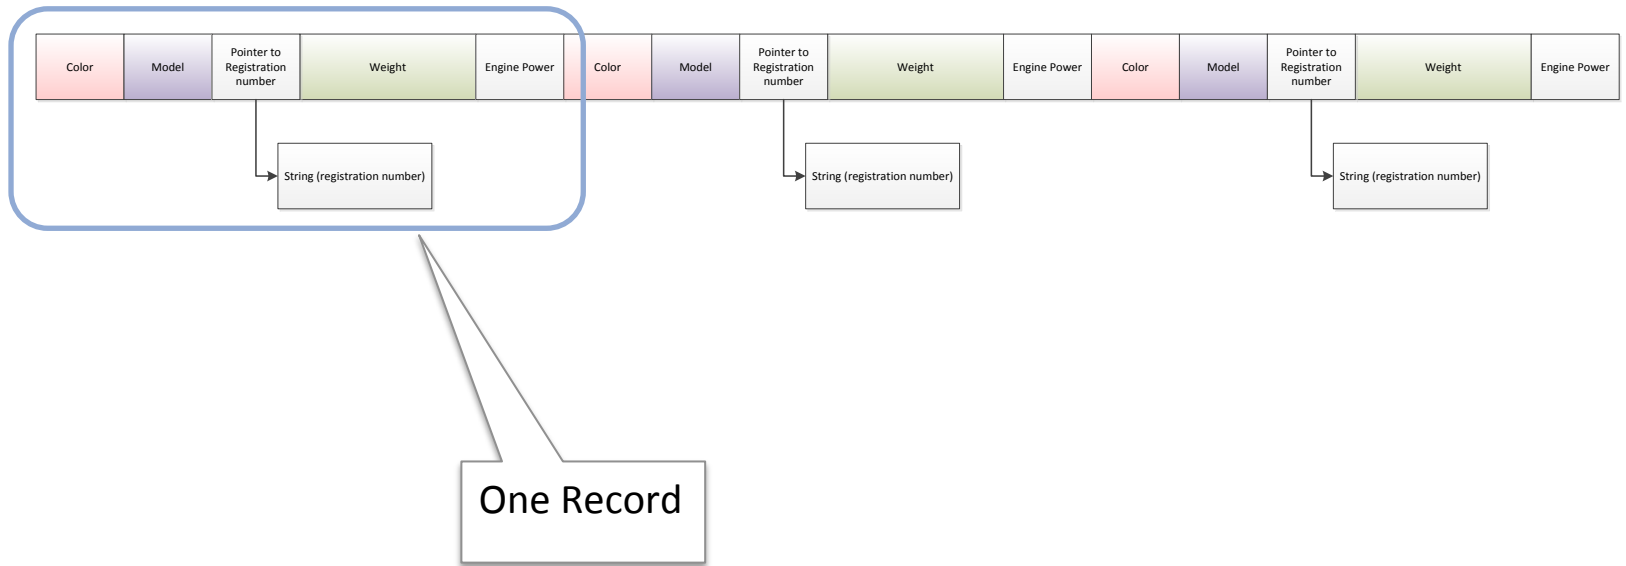 Color
Model
Pointer to
Registration
number
Weight
Engine Power
Color
Model
Pointer to
Registration
number
Weight
Engine Power
Color
Model
Pointer to
Registration
number
Weight
Engine Power
String (registration number)
String (registration number)
String (registration number)
One Record